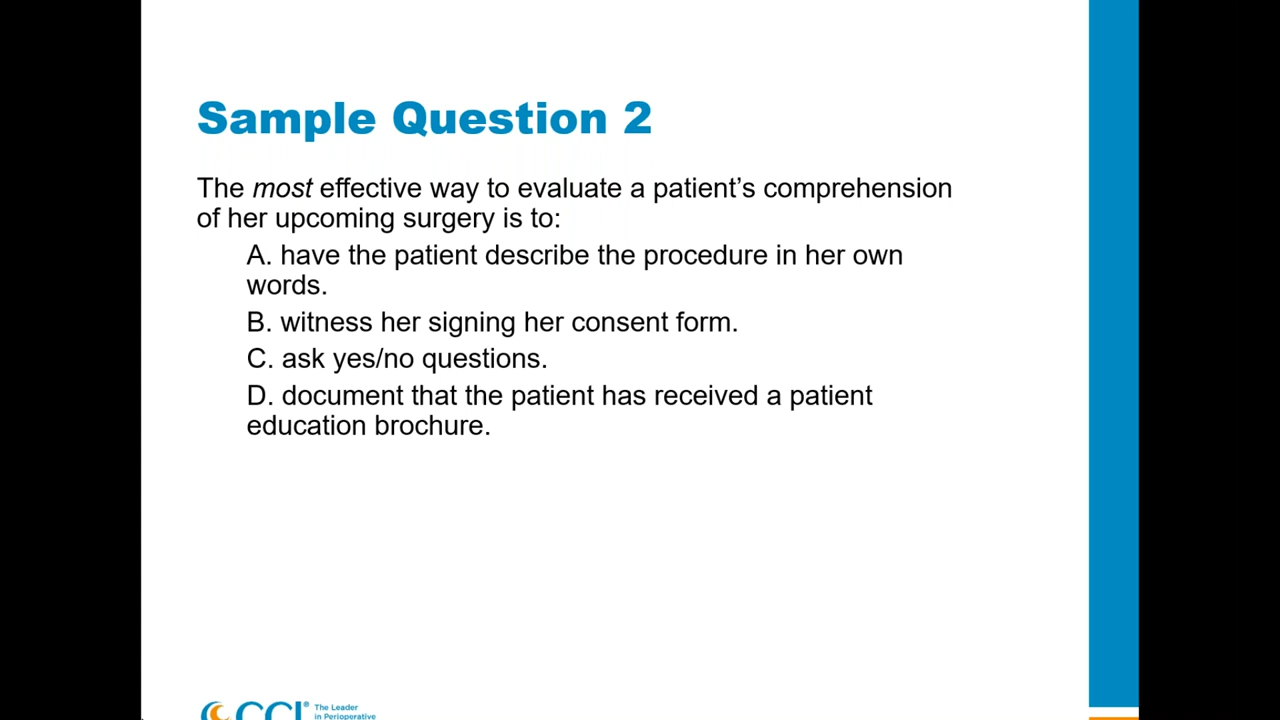 Sample Question 2
The most effective way to evaluate a patient’s comprehension
of her upcoming surgery is to:
A. have the patient describe the procedure in her own
words.
B. witness her signing her consent form.
C. ask yes/no questions.
D. document that the patient has received a patient
education brochure.
CCI® The Leader
in Perioperative